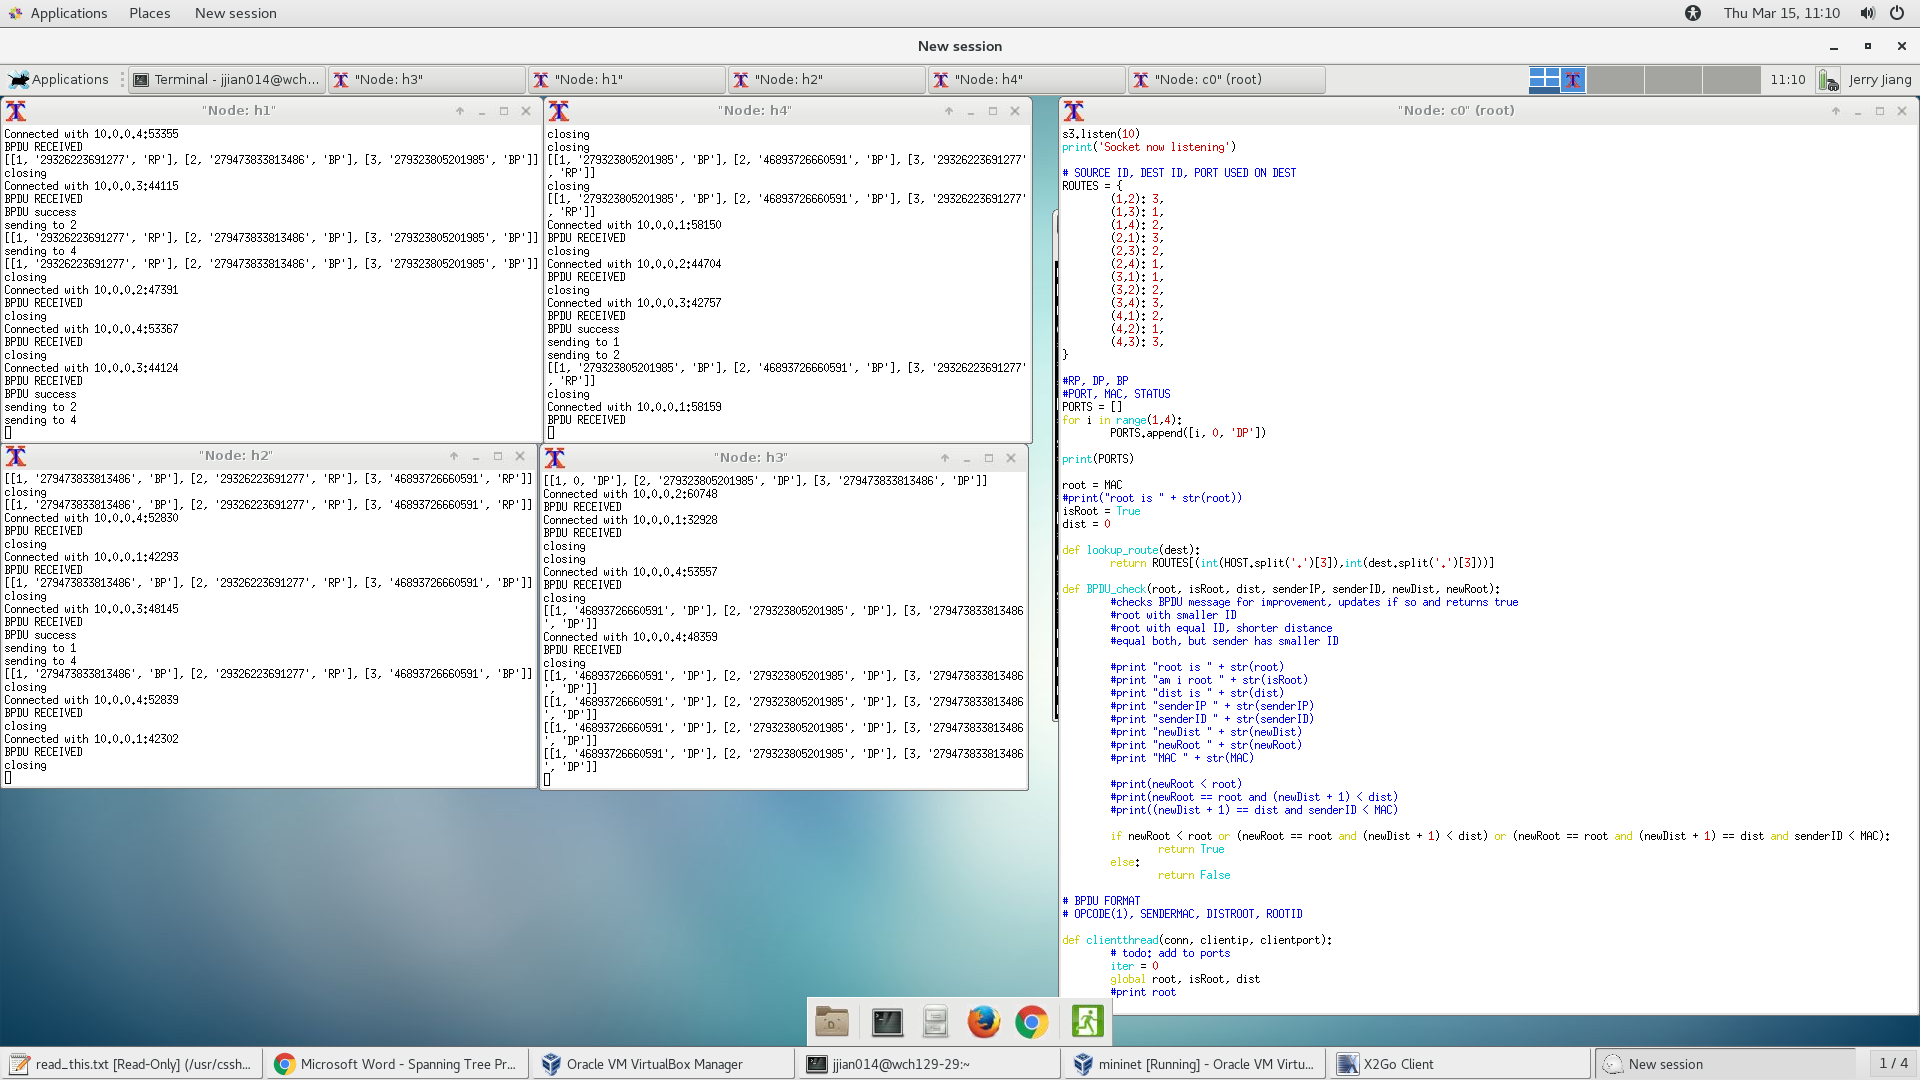 Applications Places New session Thu Mar 15, 11:10
New session
Applications Terminal - jjian014@wch... "Node: h3" "Node: h1" "Node: h2" "Node: h4" "Node: c0" (root) 11:10 Jerry Jiang
"Node: h1"
Connected with 10.0.0.4:53355
BPDU RECEIVED
[[1, '29326223691277', 'RP'], [2, '279473833813486', 'BP'], [3, '279323805201985', 'BP']]
closing
Connected with 10.0.0.3:44115
BPDU RECEIVED
BPDU success
sending to 2
[[1, '29326223691277', 'RP'], [2, '279473833813486', 'BP'], [3, '279323805201985', 'BP']]
sending to 4
[[1, '29326223691277', 'RP'], [2, '279473833813486', 'BP'], [3, '279323805201985', 'BP']]
closing
Connected with 10.0.0.2:47391
BPDU RECEIVED
closing
Connected with 10.0.0.4:53367
BPDU RECEIVED
closing
Connected with 10.0.0.3:44124
BPDU RECEIVED
BPDU success
sending to 2
sending to 4
"Node: h4"
closing
closing
[[1, '279323805201985', 'BP'], [2, '46893726660591', 'BP'], [3, '29326223691277'
, 'RP']]
closing
[[1, '279323805201985', 'BP'], [2, '46893726660591', 'BP'], [3, '29326223691277'
, 'RP']]
Connected with 10.0.0.1:58150
BPDU RECEIVED
closing
Connected with 10.0.0.2:44704
BPDU RECEIVED
closing
Connected with 10.0.0.3:42757
BPDU RECEIVED
BPDU success
sending to 1
sending to 2
[[1, '279323805201985', 'BP'], [2, '46893726660591', 'BP'], [3, '29326223691277'
, 'RP']]
closing
Connected with 10.0.0.1:58159
BPDU RECEIVED
"Node: h2"
[[1, '279473833813486', 'BP'], [2, '29326223691277', 'RP'], [3, '46893726660591', 'RP']]
closing
[[1, '279473833813486', 'BP'], [2, '29326223691277', 'RP'], [3, '46893726660591', 'RP']]
Connected with 10.0.0.4:52830
BPDU RECEIVED
closing
Connected with 10.0.0.1:42293
BPDU RECEIVED
[[1, '279473833813486', 'BP'], [2, '29326223691277', 'RP'], [3, '46893726660591', 'BP']]
closing
Connected with 10.0.0.3:48145
BPDU RECEIVED
BPDU success
sending to 1
sending to 4
[[1, '279473833813486', 'BP'], [2, '29326223691277', 'RP'], [3, '46893726660591', 'BP']]
closing
Connected with 10.0.0.4:52839
BPDU RECEIVED
closing
Connected with 10.0.0.1:42302
BPDU RECEIVED
closing
"Node: h3"
[[1, 0, 'DP'], [2, '279323805201985', 'DP'], [3, '279473833813486', 'DP']]
Connected with 10.0.0.2:60748
BPDU RECEIVED
Connected with 10.0.0.1:32928
BPDU RECEIVED
closing
closing
Connected with 10.0.0.4:53557
BPDU RECEIVED
closing
[[1, '46893726660591', 'DP'], [2, '279323805201985', 'DP'], [3, '279473833813486
', 'DP']]
Connected with 10.0.0.4:48359
BPDU RECEIVED
closing
[[1, '46893726660591', 'DP'], [2, '279323805201985', 'DP'], [3, '279473833813486
', 'DP']]
[[1, '46893726660591', 'DP'], [2, '279323805201985', 'DP'], [3, '279473833813486
', 'DP']]
[[1, '46893726660591', 'DP'], [2, '279323805201985', 'DP'], [3, '279473833813486
', 'DP']]
[[1, '46893726660591', 'DP'], [2, '279323805201985', 'DP'], [3, '279473833813486
', 'DP']]
"Node: c0" (root)
s3.listen(10)
print('Socket now listening')
# SOURCE ID, DEST ID, PORT USED ON DEST
ROUTES = {
(1,2): 3,
(1,3): 1,
(1,4): 2,
(2,1): 3,
(2,3): 2,
(2,4): 1,
(3,1): 1,
(3,2): 2,
(3,4): 3,
(4,1): 2,
(4,2): 1,
(4,3): 3,
}
#RP, DP, BP
#PORT, MAC, STATUS
PORTS = []
for i in range(1,4):
PORTS.append([i, 0, 'DP'])
print(PORTS)
root = MAC
#print("root is " + str(root))
isRoot = True
dist = 0
def lookup_route(dest):
return ROUTES[(int(HOST.split('.')[3]),int(dest.split('.')[3]))]
def BPDU_check(root, isRoot, dist, senderIP, senderID, newDist, newRoot):
#checks BPDU message for improvement, updates if so and returns true
#root with smaller ID
#root with equal ID, shorter distance
#equal both, but sender has smaller ID
#print "root is " + str(root)
#print "am i root " + str(isRoot)
#print "dist is " + str(dist)
#print "senderIP " + str(senderIP)
#print "senderID " + str(senderID)
#print "newDist " + str(newDist)
#print "newRoot " + str(newRoot)
#print "MAC " + str(MAC)
#print(newRoot < root)
#print(newRoot == root and (newDist + 1) < dist)
#print((newDist + 1) == dist and senderID < MAC)
if newRoot < root or (newRoot == root and (newDist + 1) < dist) or (newRoot == root and (newDist + 1) == dist and senderID < MAC):
return True
else:
return False
# BPDU FORMAT
# OPCODE(1), SENDERMAC, DISTROOT, ROOTID
def clientthread(conn, clientip, clientport):
# todo: add to ports
iter = 0
global root, isRoot, dist
#print root
read_this.txt [Read-Only] (/usr/cssh... Microsoft Word - Spanning Tree Pr... Oracle VM VirtualBox Manager jjian014@wch129-29:~ mininet [Running] - Oracle VM Virtu... X2Go Client New session 1 / 4